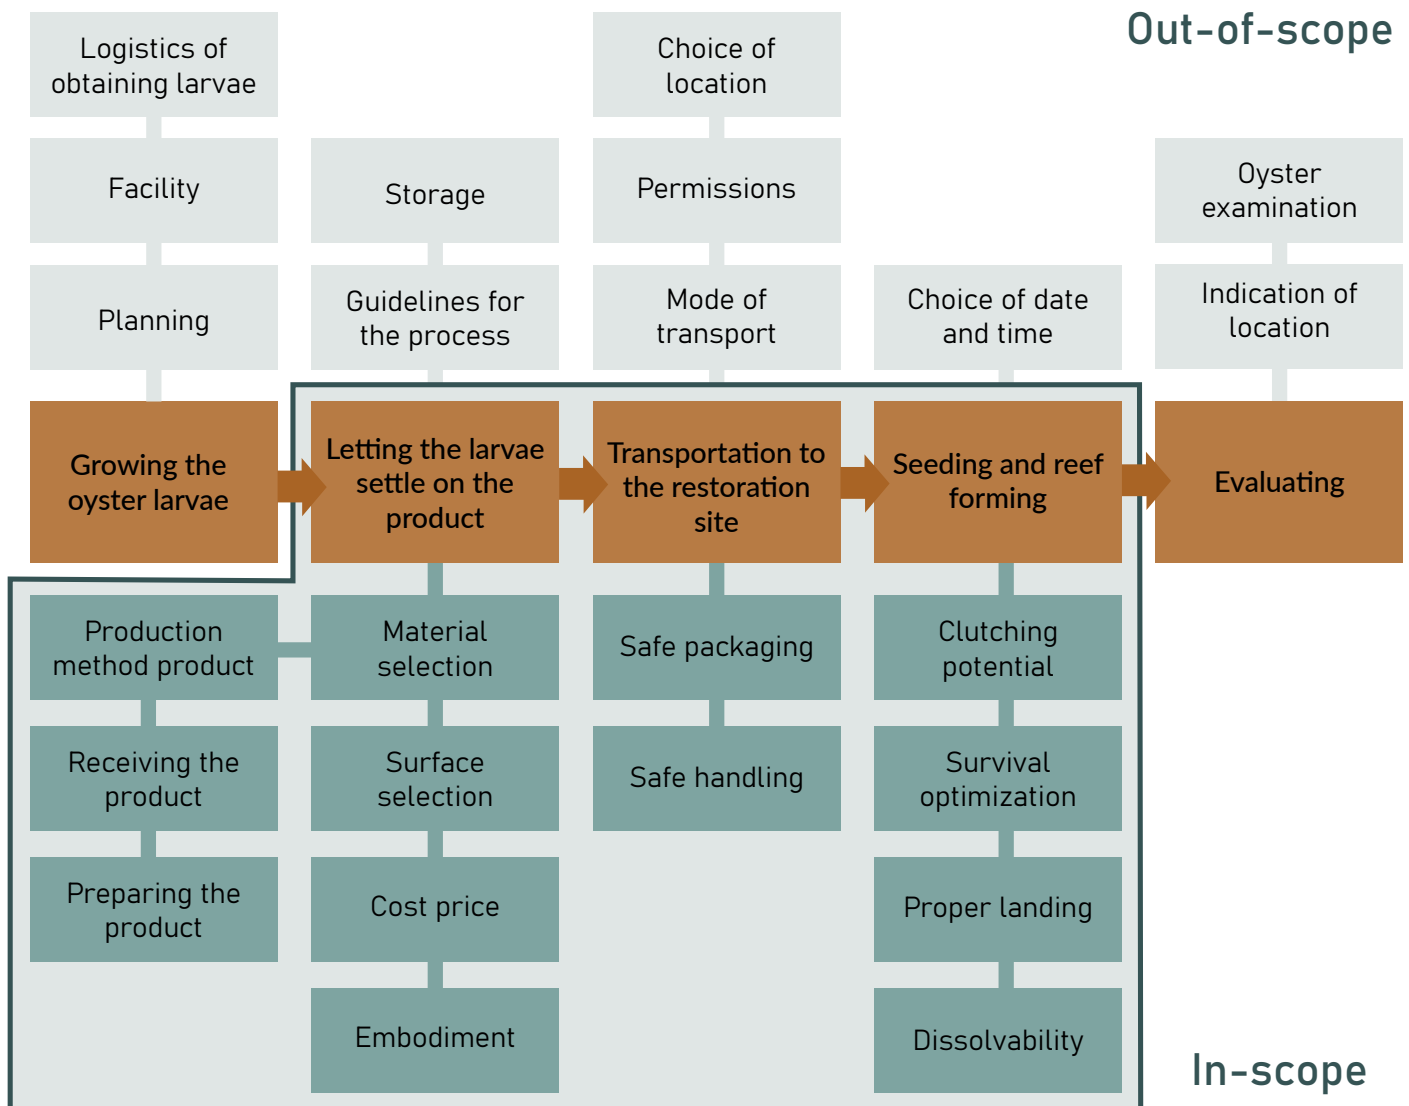 Out-of-scope
Logistics of
obtaining larvae
Choice of
location
Facility
Storage
Permissions
Oyster
examination
Planning
Guidelines for
the process
Mode of
transport
Choice of date
and time
Indication of
location
Growing the
oyster larvae
Letting the larvae
settle on the
product
Transportation to
the restoration
site
Seeding and reef
forming
Evaluating
Production
method product
Material
selection
Safe packaging
Clutching
potential
Receiving the
product
Surface
selection
Safe handling
Survival
optimization
Preparing the
product
Cost price
Proper landing
Embodiment
Dissolvability
In-scope